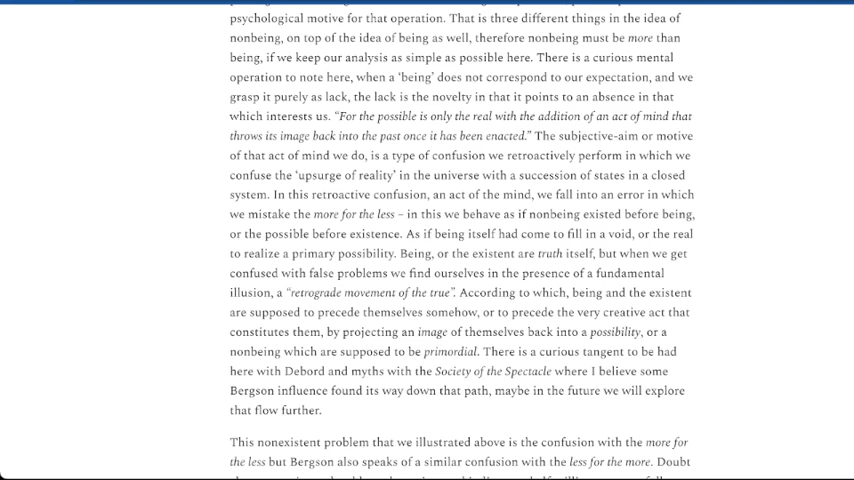 psychological motive for that operation. That is three different things in the idea of
nonbeing, on top of the idea of being as well, therefore nonbeing must be more than
being, if we keep our analysis as simple as possible here. There is a curious mental
operation to note here, when a ‘being’ does not correspond to our expectation, and we
grasp it purely as lack, the lack is the novelty in that it points to an absence in that
which interests us. “For the possible is only the real with the addition of an act of mind that
throws its image back into the past once it has been enacted.” The subjective-aim or motive
of that act of mind we do, is a type of confusion we retroactively perform in which we
confuse the ‘upsurge of reality’ in the universe with a succession of states in a closed
system. In this retroactive confusion, an act of the mind, we fall into an error in which
we mistake the more for the less – in this we behave as if nonbeing existed before being,
or the possible before existence. As if being itself had come to fill in a void, or the real
to realize a primary possibility. Being, or the existent are truth itself, but when we get
confused with false problems we find ourselves in the presence of a fundamental
illusion, a “retrograde movement of the true”. According to which, being and the existent
are supposed to precede themselves somehow, or to precede the very creative act that
constitutes them, by projecting an image of themselves back into a possibility, or a
nonbeing which are supposed to be primordial. There is a curious tangent to be had
here with Debord and myths with the Society of the Spectacle where I believe some
Bergson influence found its way down that path, maybe in the future we will explore
that flow further.
This nonexistent problem that we illustrated above is the confusion with the more for
the less but Bergson also speaks of a similar confusion with the less for the more. Doubt